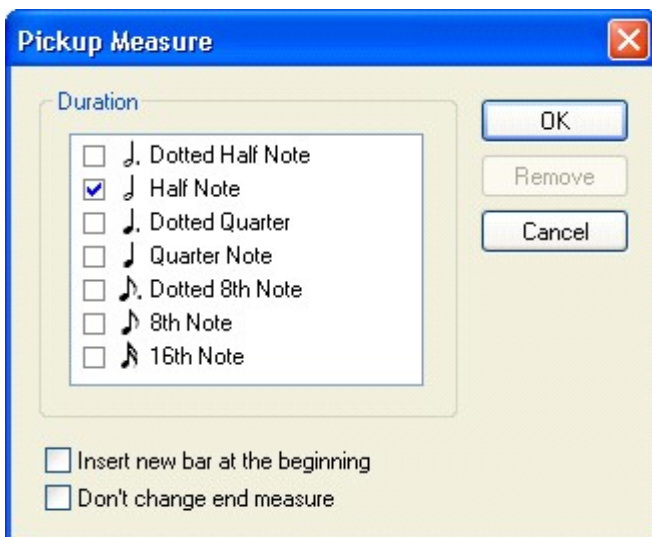 Pickup Measure
Duration
Dotted Half Note
Half Note
Dotted Quarter
Quarter Note
Dotted 8th Note
8th Note
16th Note
OK
Remove
Cancel
Insert new bar at the beginning
Don't change end measure